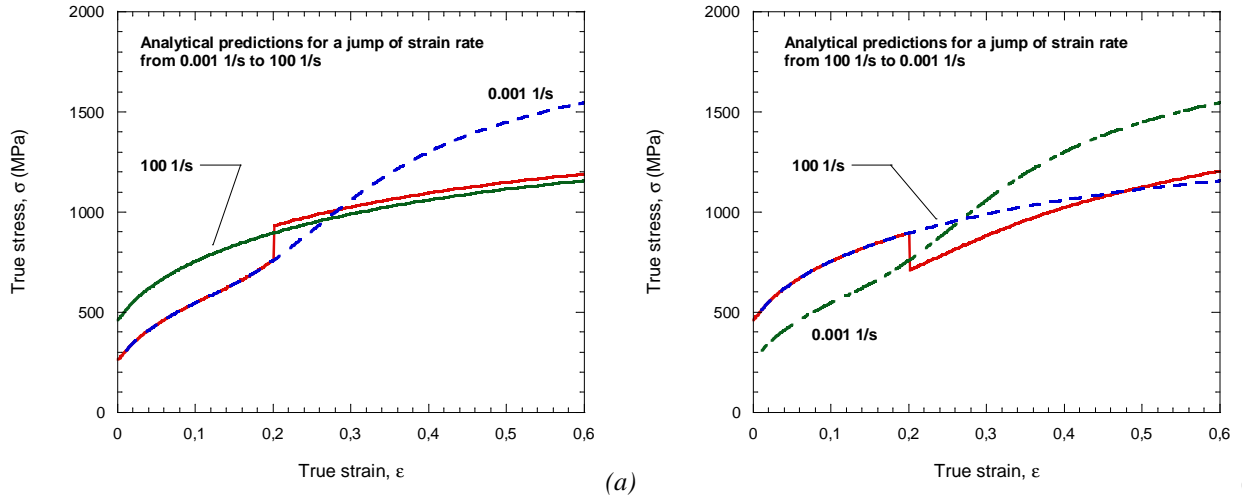 2000
1500
1000
500
0
True stress, σ (MPa)
Analytical predictions for a jump of strain rate
from 0.001 1/s to 100 1/s
0.001 1/s
100 1/s
0
0,1
0,2
0,3
0,4
0,5
0,6
True strain, ε
(a)
2000
1500
1000
500
0
True stress, σ (MPa)
Analytical predictions for a jump of strain rate
from 100 1/s to 0.001 1/s
100 1/s
0.001 1/s
0
0,1
0,2
0,3
0,4
0,5
0,6
True strain, ε